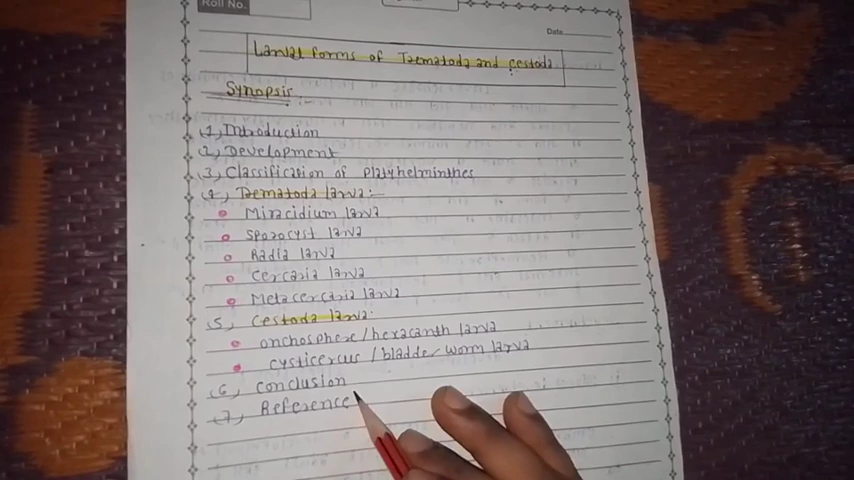 Roll No.
Date
Larval forms of Trematoda and Cestoda
Synopsis
(1) Introduction
(2) Development
(3) Classification of Platyhelminthes
(4) Trematoda larva:-
Miracidium larva
Sporocyst larva
Radia larva
Cercaria larva
Metacercaria larva
(5) Cestoda larva:
onchosphere/hexacanth larva
cysticercus / bladder worm larva
(6) Conclusion
(7) Reference